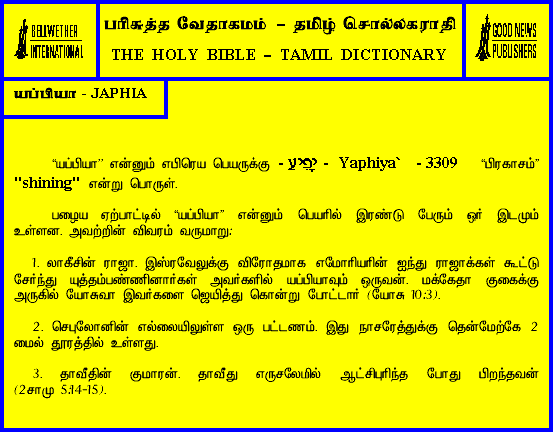 BELLWETHER
INTERNATIONAL
பரிசுத்த வேதாகமம் – தமிழ் சொல்லகராதி
THE HOLY BIBLE – TAMIL DICTIONARY
GOOD NEWS
PUBLISHERS
யப்பியா - JAPHIA
“யப்பியா” என்னும் எபிரெய பெயருக்கு - יָפִיעַ - Yaphiya` - 3309 “பிரகாசம்”
"shining" என்று பொருள்.
பழைய ஏற்பாட்டில் “யப்பியா” என்னும் பெயரில் இரண்டு பேரும் ஓர் இடமும்
உள்ளன. அவற்றின் விவரம் வருமாறு:
1. லாகீசின் ராஜா. இஸ்ரவேலுக்கு விரோதமாக எமோரியரின் ஐந்து ராஜாக்கள் கூட்டு
சேர்ந்து யுத்தம்பண்ணினார்கள் அவர்களில் யப்பியாவும் ஒருவன். மக்கேதா குகைக்கு
அருகில் யோசுவா இவர்களை ஜெயித்து கொன்று போட்டார் (யோசு 10:3).
2. செபுலோனின் எல்லையிலுள்ள ஒரு பட்டணம். இது நாசரேத்துக்கு தென்மேற்கே 2
மைல் தூரத்தில் உள்ளது.
3. தாவீதின் குமாரன். தாவீது எருசலேமில் ஆட்சிபுரிந்த போது பிறந்தவன்
(2சாமு 5:14-15).